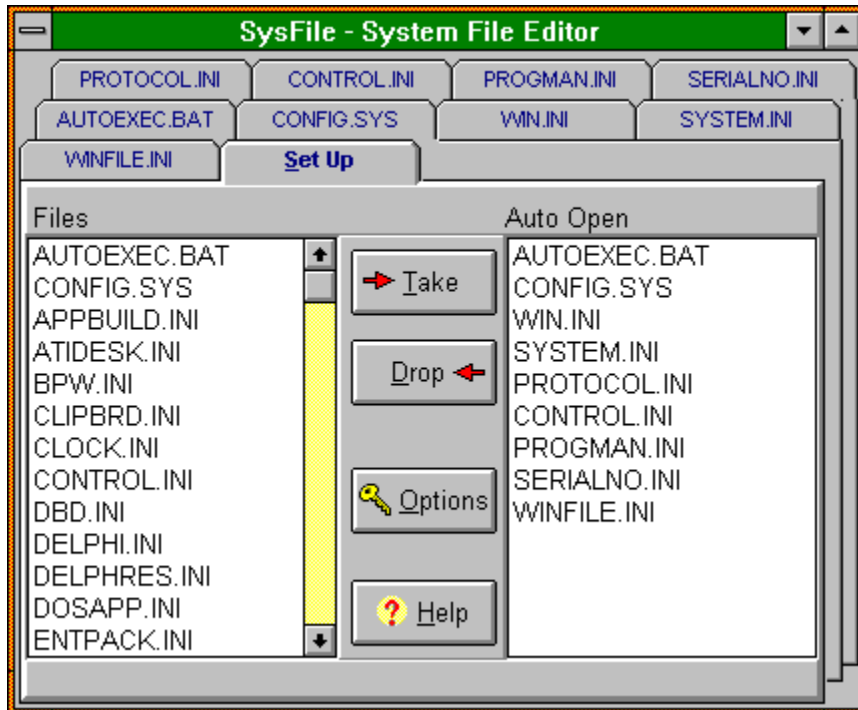 SysFile - System File Editor
PROTOCOL.INI CONTROL.INI PROGMAN.INI SERIALNO.INI
AUTOEXEC.BAT CONFIG.SYS WIN.INI SYSTEM.INI
WINFILE.INI Set Up
Files
AUTOEXEC.BAT
CONFIG.SYS
APPBUILD.INI
ATIDESK.INI
BPW.INI
CLIPBRD.INI
CLOCK.INI
CONTROL.INI
DBD.INI
DELPHI.INI
DELPHRES.INI
DOSAPP.INI
ENTPACK.INI
Take
Drop
Options
? Help
Auto Open
AUTOEXEC.BAT
CONFIG.SYS
WIN.INI
SYSTEM.INI
PROTOCOL.INI
CONTROL.INI
PROGMAN.INI
SERIALNO.INI
WINFILE.INI